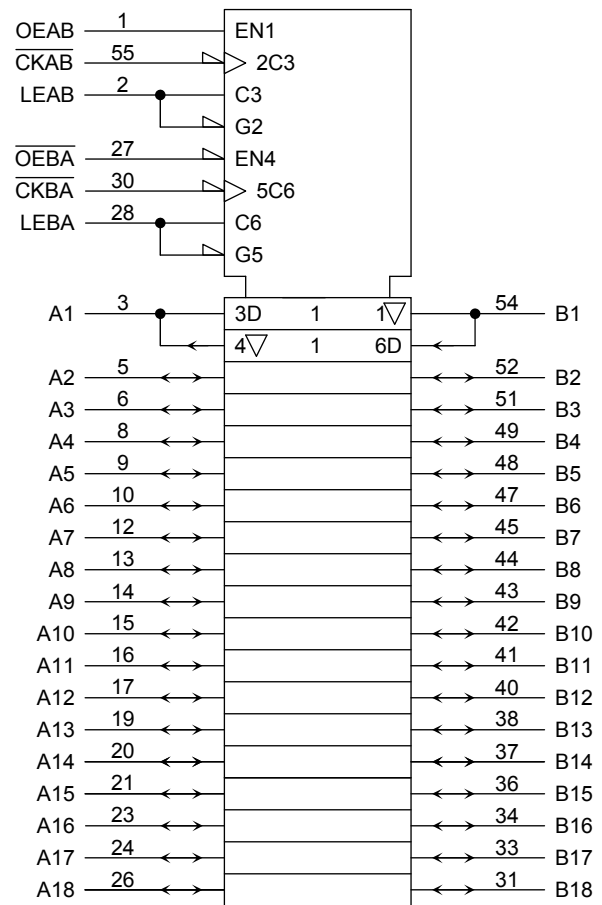 OEAB 1 EN1
CKAB 55 2C3
LEAB 2 C3
G2
OEBA 27 EN4
CKBA 30 5C6
LEBA 28 C6
G5
A1 3 3D 1 1▽ 54 B1
4▽ 1 6D
A2 5 52 B2
A3 6 51 B3
A4 8 49 B4
A5 9 48 B5
A6 10 47 B6
A7 12 45 B7
A8 13 44 B8
A9 14 43 B9
A10 15 42 B10
A11 16 41 B11
A12 17 40 B12
A13 19 38 B13
A14 20 37 B14
A15 21 36 B15
A16 23 34 B16
A17 24 33 B17
A18 26 31 B18